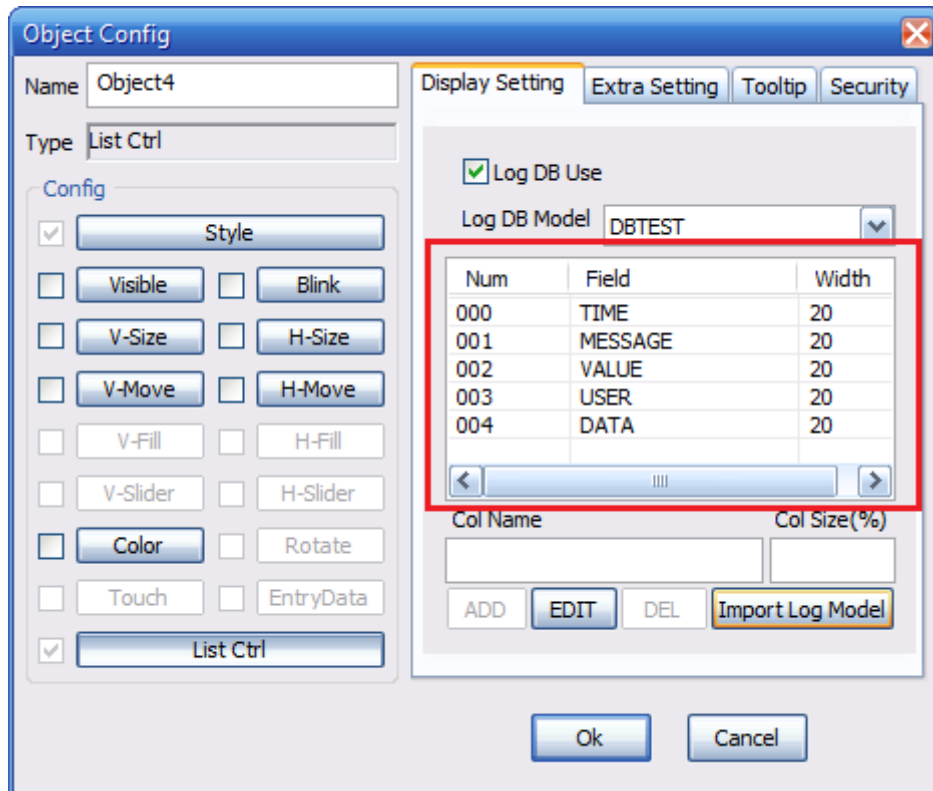 Object Config
Name Object4
Type List Ctrl
Config
Style
Visible Blink
V-Size H-Size
V-Move H-Move
V-Fill H-Fill
V-Slider H-Slider
Color Rotate
Touch EntryData
List Ctrl
Display Setting Extra Setting Tooltip Security
Log DB Use
Log DB Model DBTEST
Num Field Width
000 TIME 20
001 MESSAGE 20
002 VALUE 20
003 USER 20
004 DATA 20
Col Name Col Size(%)
ADD EDIT DEL Import Log Model
Ok Cancel